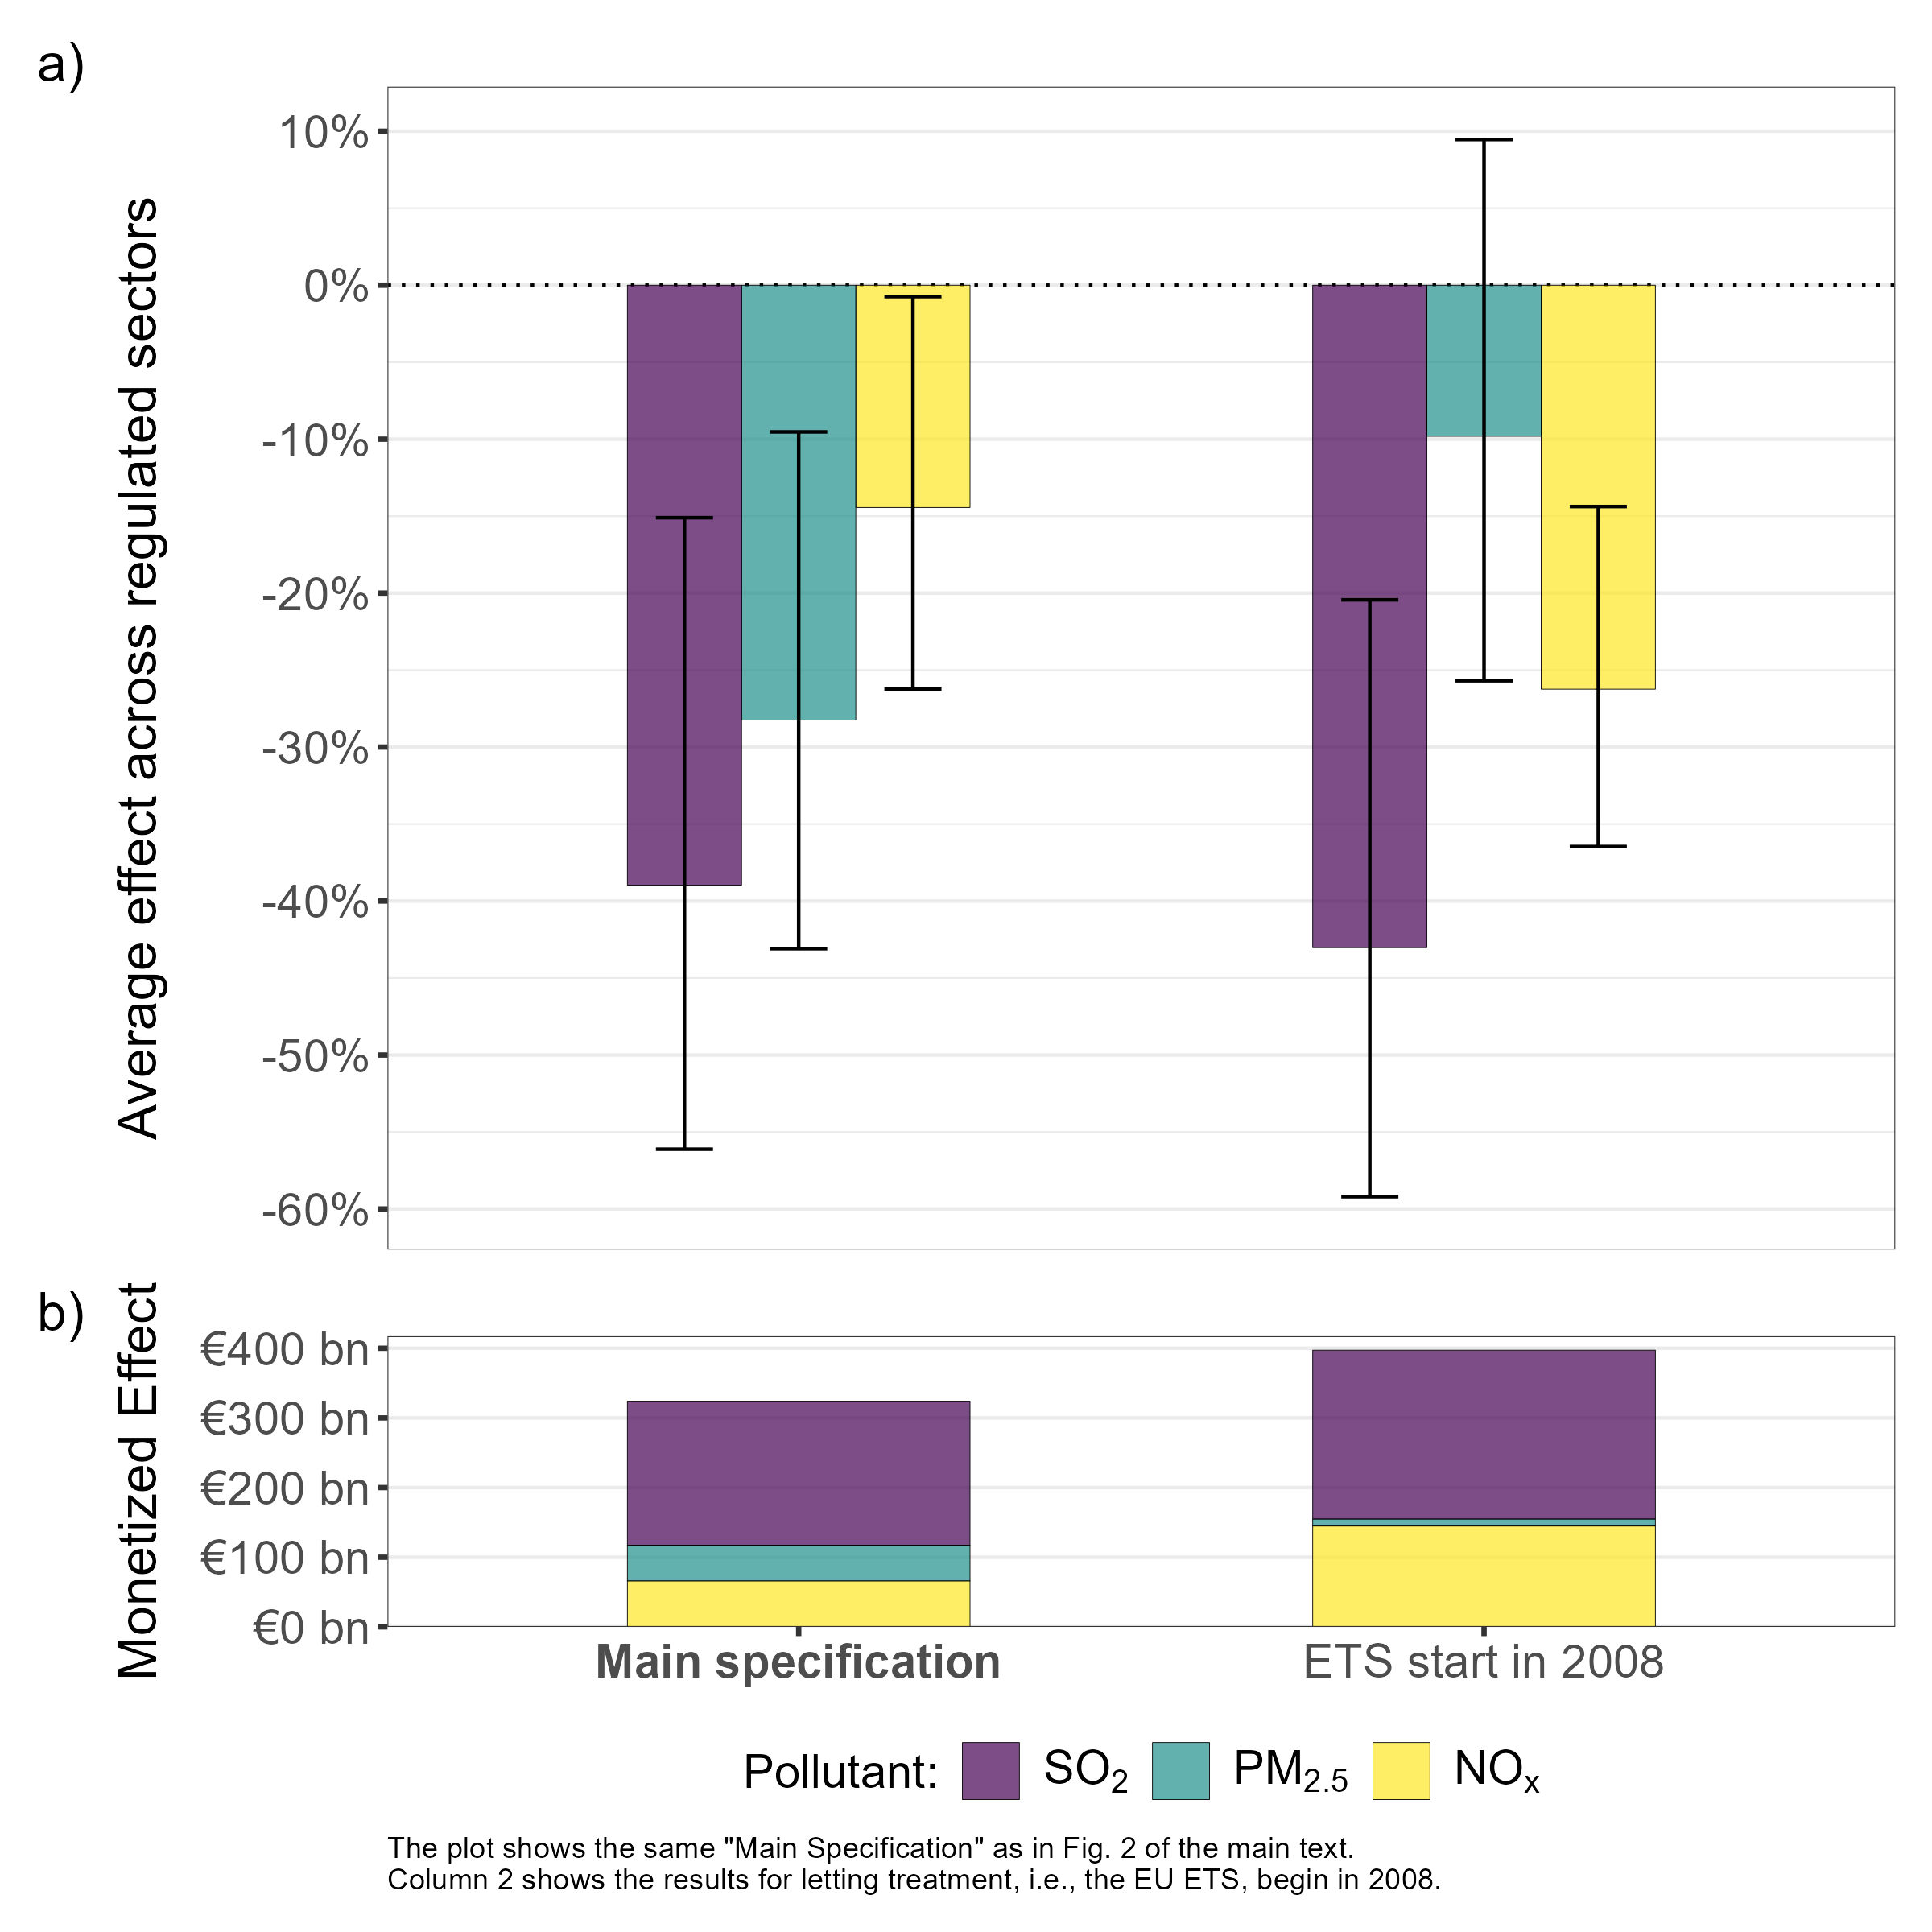 a)
Average effect across regulated sectors
10%
0%
-10%
-20%
-30%
-40%
-50%
-60%
b)
Monetized Effect
€400 bn
€300 bn
€200 bn
€100 bn
€0 bn
Main specification
ETS start in 2008
Pollutant: SO₂ PM₂.₅ NOₓ
The plot shows the same "Main Specification" as in Fig. 2 of the main text.
Column 2 shows the results for letting treatment, i.e., the EU ETS, begin in 2008.